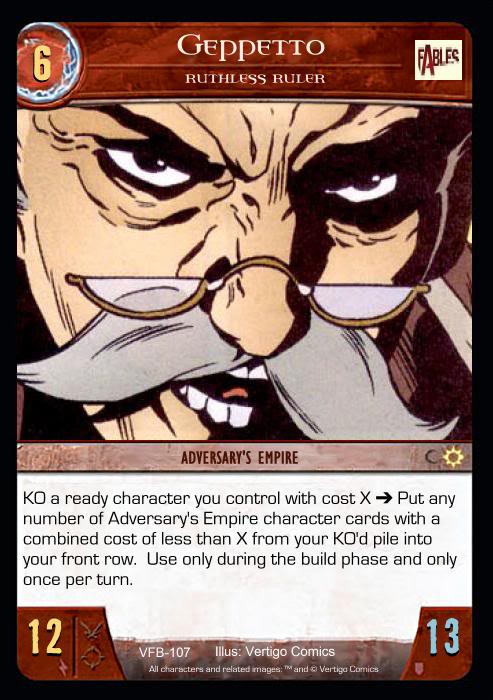 6
Geppetto
FABLES
Ruthless Ruler
ADVERSARY'S EMPIRE
KO a ready character you control with cost X ➔ Put any
number of Adversary's Empire character cards with a
combined cost of less than X from your KO'd pile into
your front row. Use only during the build phase and only
once per turn.
12
13
VFB-107 Illus: Vertigo Comics
All characters and related images: ™ and © Vertigo Comics